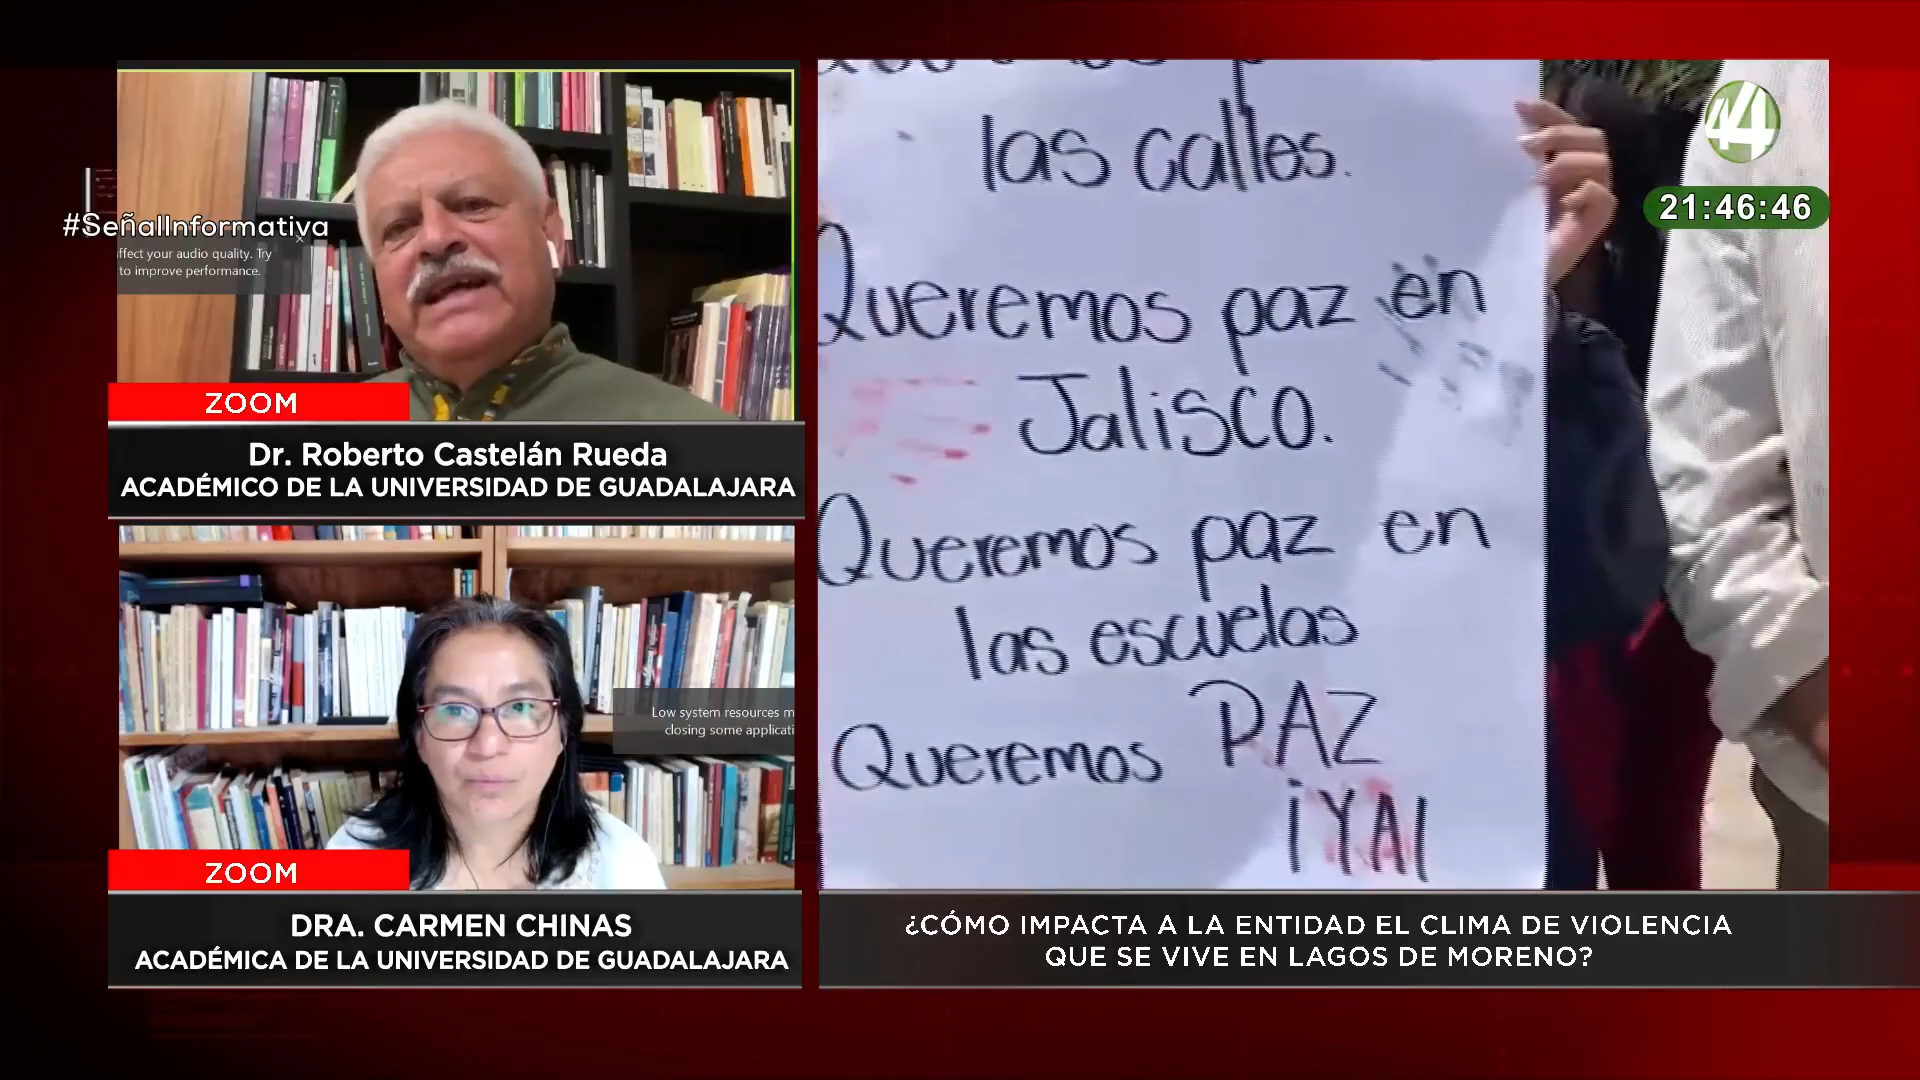 #SeñalInformativa
ffect your audio quality. Try
to improve performance.
ZOOM
Dr. Roberto Castelán Rueda
ACADÉMICO DE LA UNIVERSIDAD DE GUADALAJARA
Low system resources m
closing some applicati
ZOOM
DRA. CARMEN CHINAS
ACADÉMICA DE LA UNIVERSIDAD DE GUADALAJARA
las calles.
Queremos paz en
Jalisco.
Queremos paz en
las escuelas
Queremos PAZ
¡YA!
44
21:46:46
¿CÓMO IMPACTA A LA ENTIDAD EL CLIMA DE VIOLENCIA
QUE SE VIVE EN LAGOS DE MORENO?